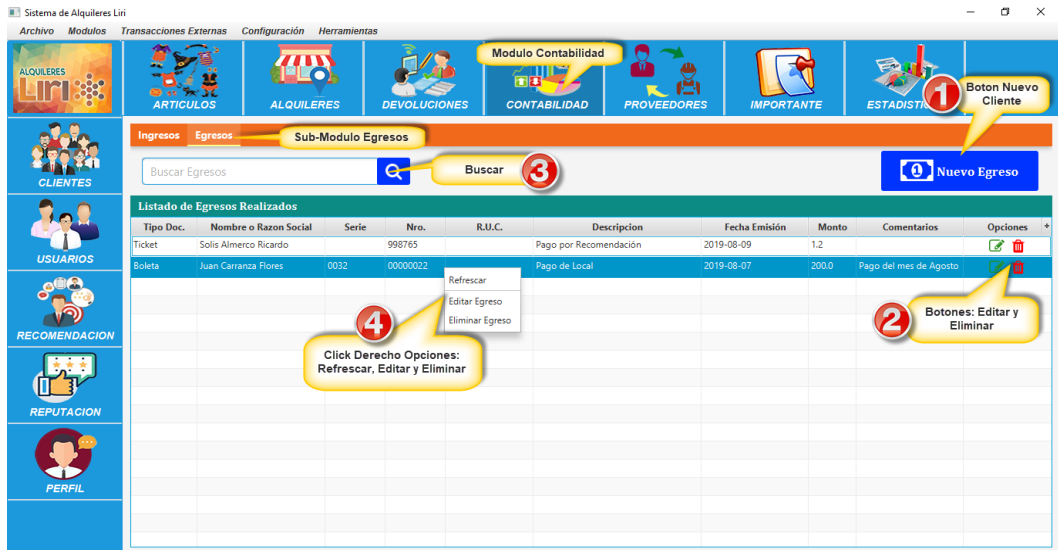 Sistema de Alquileres Liri
Archivo Modulos Transacciones Externas Configuración Herramientas
ALQUILERES
LIRI
ARTICULOS
ALQUILERES
DEVOLUCIONES
Modulo Contabilidad
CONTABILIDAD
PROVEEDORES
IMPORTANTE
1
Boton Nuevo
Cliente
CLIENTES
USUARIOS
RECOMENDACION
REPUTACION
PERFIL
Ingresos Egresos
Sub-Modulo Egresos
Buscar Egresos
Buscar
3
Nuevo Egreso
Listado de Egresos Realizados
Tipo Doc. Nombre o Razon Social Serie Nro. R.U.C. Descripcion Fecha Emisión Monto Comentarios Opciones +
Ticket Solis Almerco Ricardo 998765 Pago por Recomendación 2019-08-09 1.2
Boleta Juan Carranza Flores 0032 00000022 Pago de Local 2019-08-07 200.0 Pago del mes de Agosto
Refrescar
Editar Egreso
Eliminar Egreso
4
Click Derecho Opciones:
Refrescar, Editar y Eliminar
2
Botones: Editar y
Eliminar